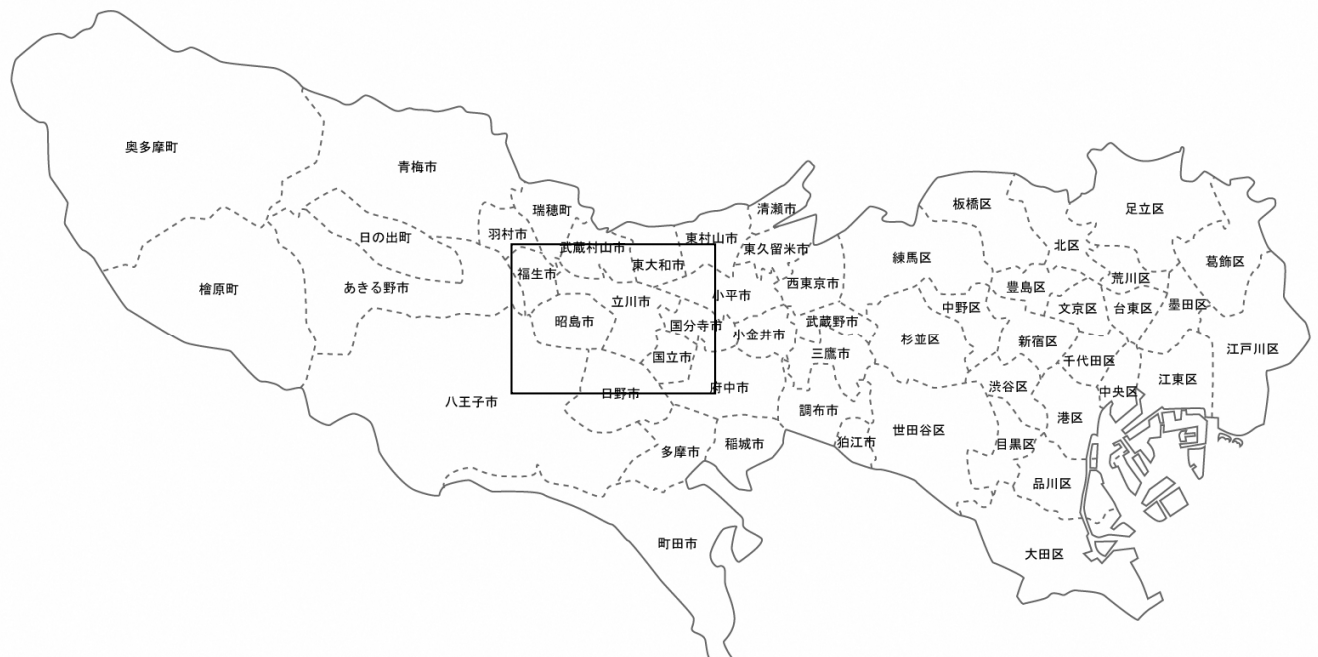 奥多摩町
青梅市
瑞穂町
清瀬市
板橋区
足立区
羽村市
日の出町
武蔵村山市
東村山市
東久留米市
北区
練馬区
葛飾区
福生市
東大和市
檜原町
あきる野市
西東京市
豊島区
荒川区
立川市
小平市
中野区
文京区
台東区
墨田区
昭島市
国分寺市
小金井市
武蔵野市
杉並区
新宿区
江戸川区
国立市
三鷹市
千代田区
日野市
府中市
渋谷区
中央区
江東区
八王子市
調布市
港区
世田谷区
多摩市
稲城市
狛江市
目黒区
品川区
町田市
大田区